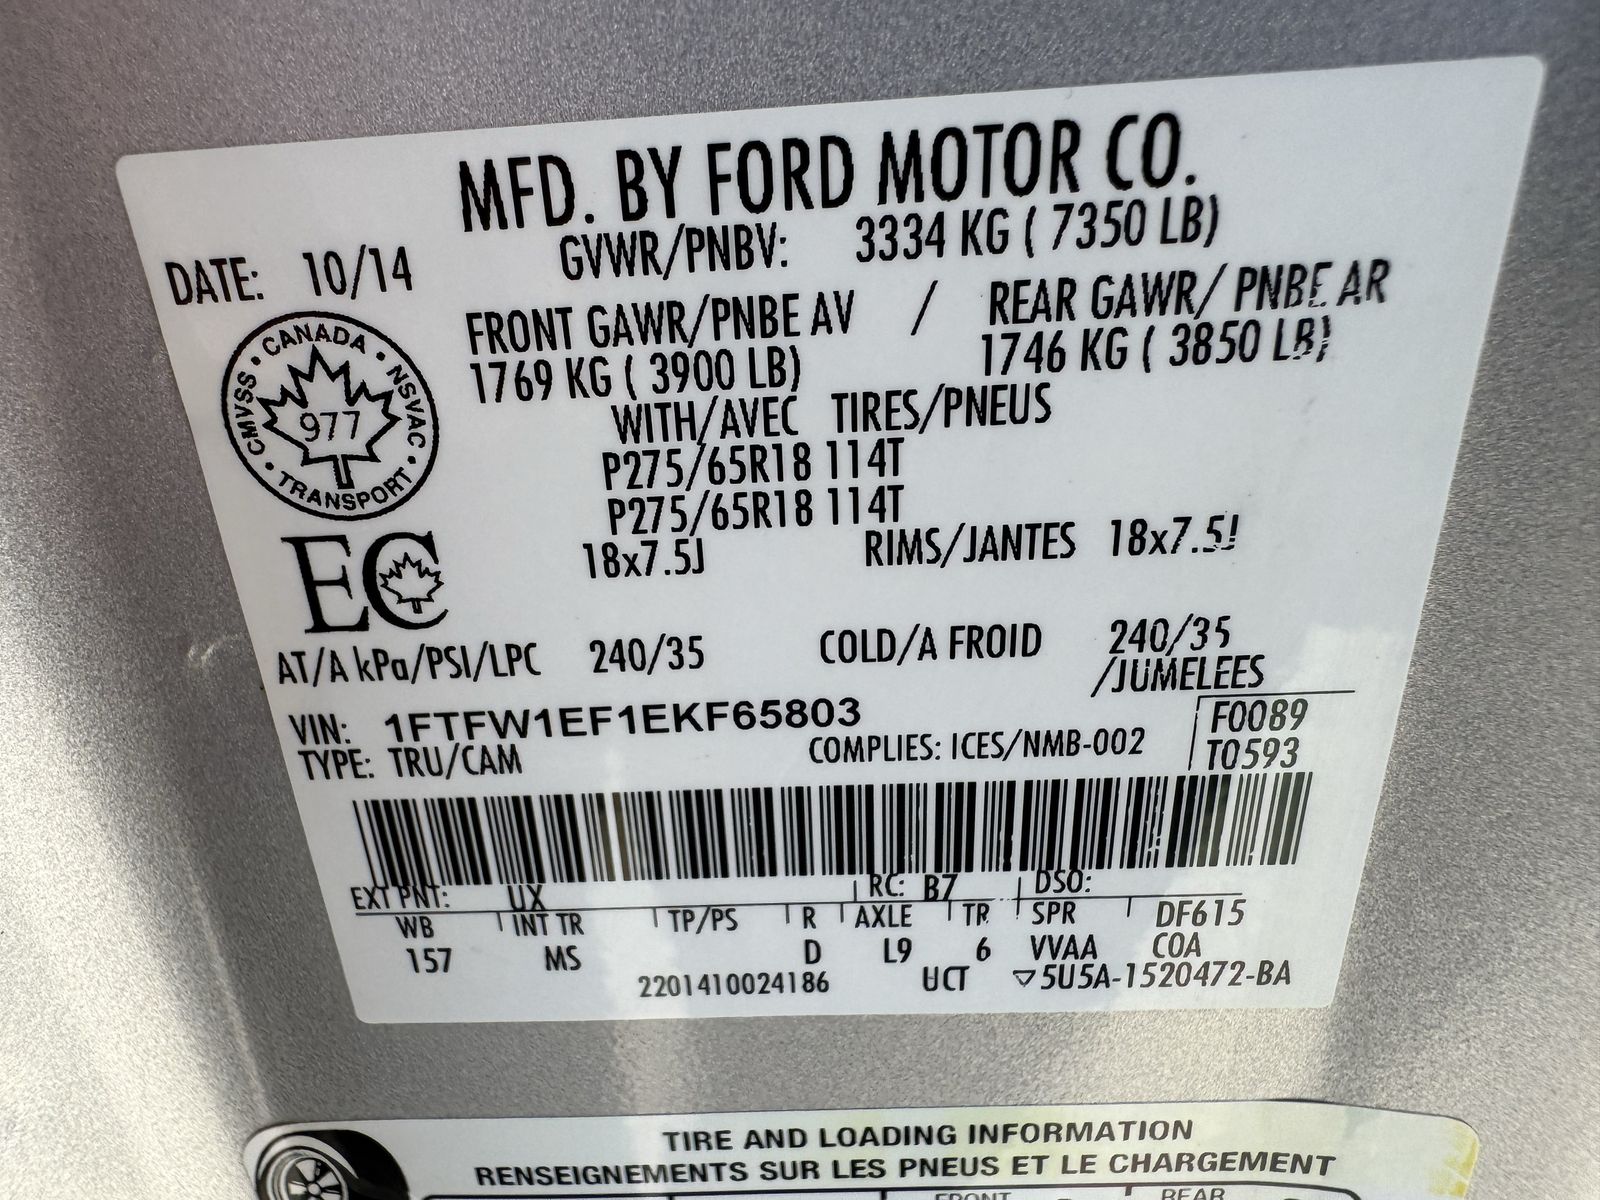 MFD. BY FORD MOTOR CO.
DATE: 10/14 GVWR/PNBV: 3334 KG ( 7350 LB)
FRONT GAWR/PNBE AV / REAR GAWR/ PNBE AR
1769 KG ( 3900 LB) 1746 KG ( 3850 LB)
WITH/AVEC TIRES/PNEUS
P275/65R18 114T
P275/65R18 114T
18x7.5J RIMS/JANTES 18x7.5J
CANADA • NSVAC • TRANSPORT • CMVSS •
977
EC
AT/A kPa/PSI/LPC 240/35 COLD/A FROID 240/35
/JUMELEES
VIN: 1FTFW1EF1EKF65803 F0089
TYPE: TRU/CAM COMPLIES: ICES/NMB-002 T0593
EXT PNT: UX RC: B7 DSO:
WB INT TR TP/PS R AXLE TR SPR DF615
157 MS D L9 6 VVAA COA
2201410024186 UCT ▽5U5A-1520472-BA
TIRE AND LOADING INFORMATION
RENSEIGNEMENTS SUR LES PNEUS ET LE CHARGEMENT
FRONT REAR